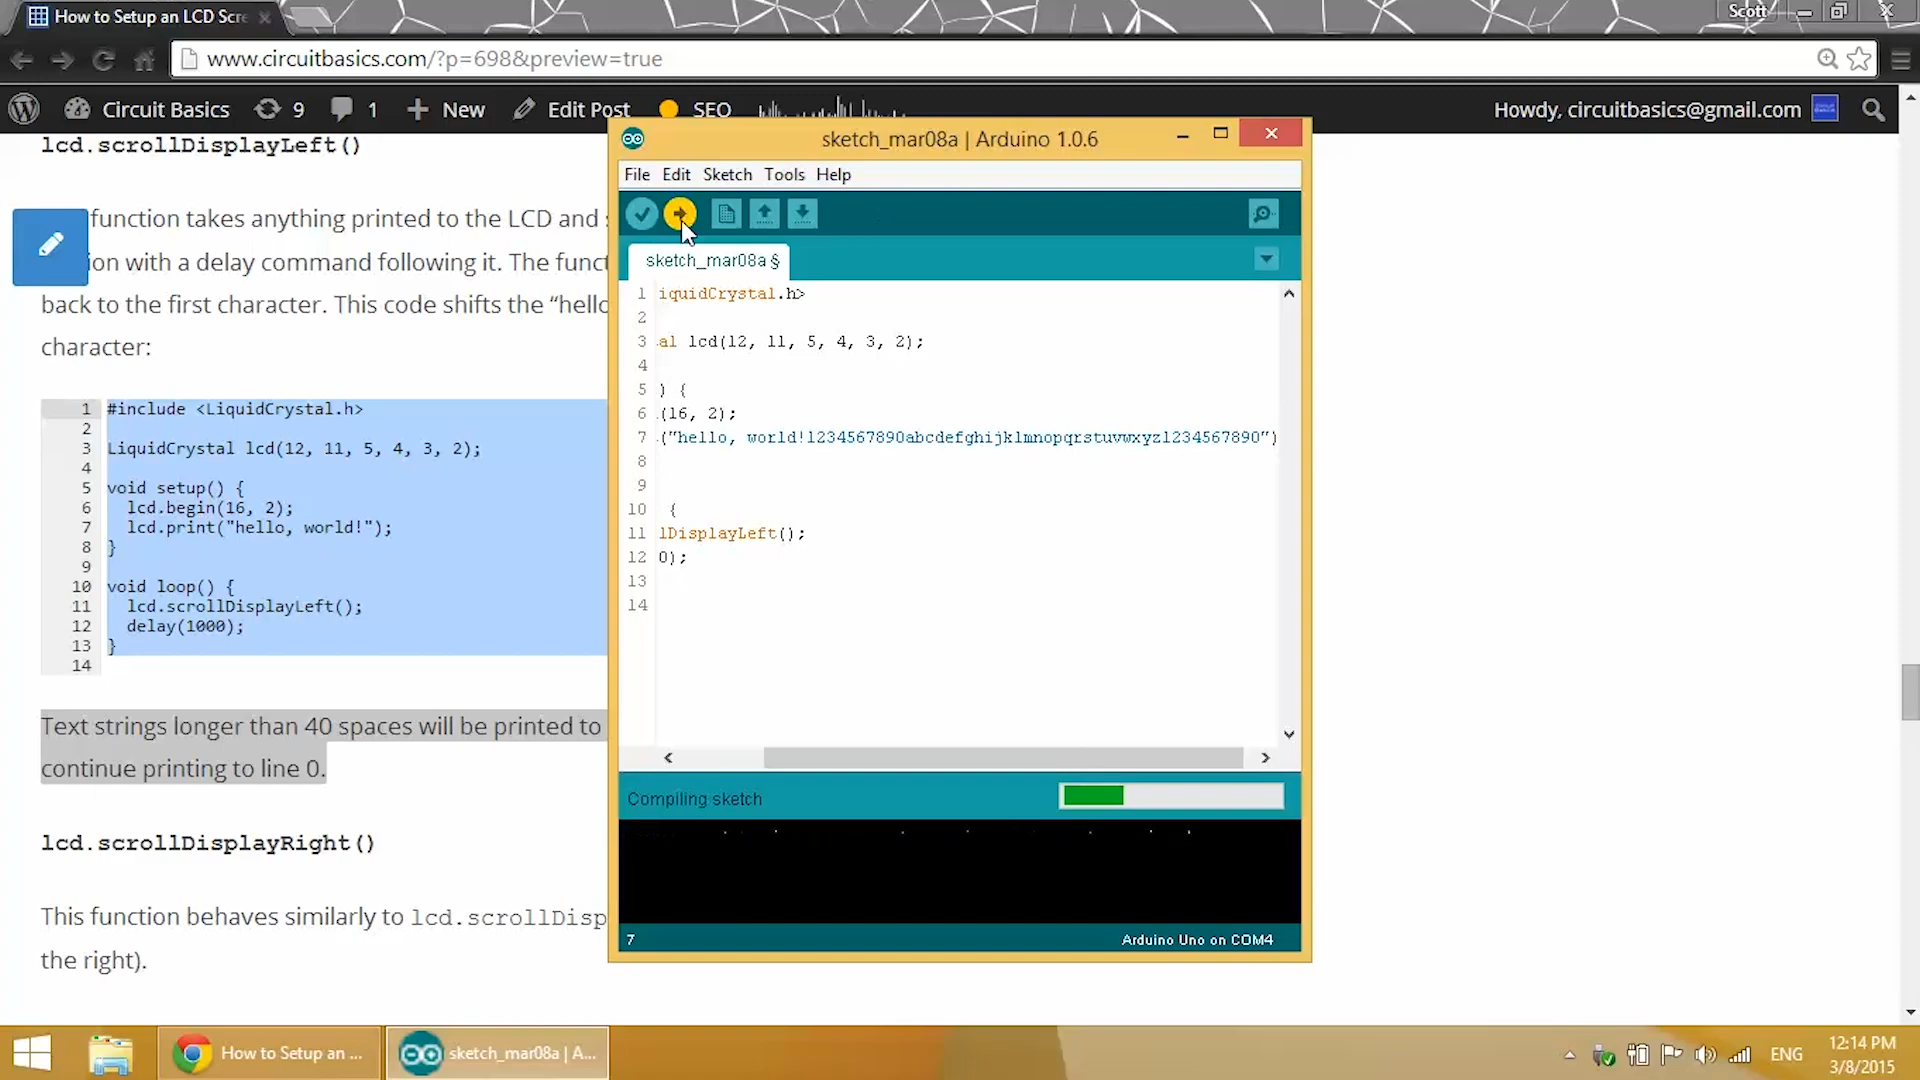 How to Setup an LCD Scre
Scott
www.circuitbasics.com/?p=698&preview=true
Circuit Basics 9 1 New Edit Post SEO
Howdy, circuitbasics@gmail.com
lcd.scrollDisplayLeft()
function takes anything printed to the LCD and s
ion with a delay command following it. The funct
back to the first character. This code shifts the “hello
character:
1 #include <LiquidCrystal.h>
2
3 LiquidCrystal lcd(12, 11, 5, 4, 3, 2);
4
5 void setup() {
6 lcd.begin(16, 2);
7 lcd.print("hello, world!");
8 }
9
10 void loop() {
11 lcd.scrollDisplayLeft();
12 delay(1000);
13 }
14
Text strings longer than 40 spaces will be printed to
continue printing to line 0.
lcd.scrollDisplayRight()
This function behaves similarly to lcd.scrollDisp
the right).
sketch_mar08a | Arduino 1.0.6
File Edit Sketch Tools Help
sketch_mar08a §
1 iquidCrystal.h>
2
3 al lcd(12, 11, 5, 4, 3, 2);
4
5 ) {
6 .(16, 2);
7 .("hello, world!1234567890abcdefghijklmnopqrstuvwxyz1234567890")
8
9
10 {
11 lDisplayLeft();
12 0);
13
14
Compiling sketch
7
Arduino Uno on COM4
How to Setup an ...
sketch_mar08a | A...
ENG
12:14 PM
3/8/2015